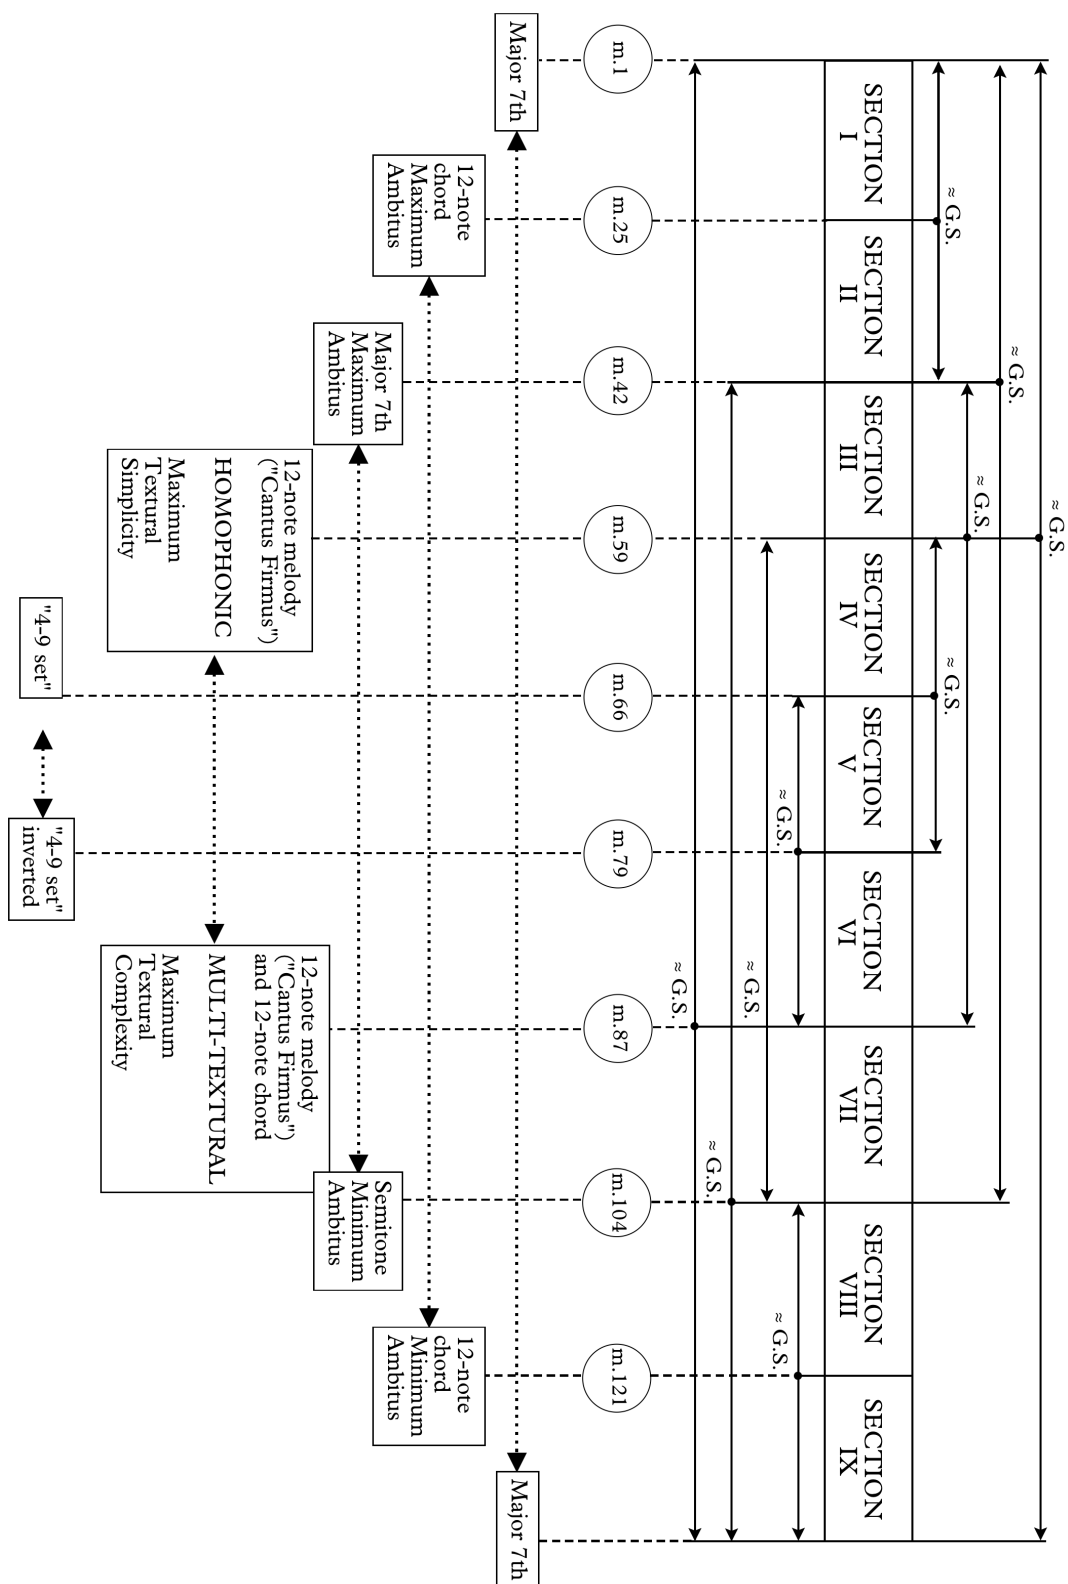 ≈ G.S.
≈ G.S.
≈ G.S.
≈ G.S.
≈ G.S.
SECTION
I
SECTION
II
SECTION
III
SECTION
IV
SECTION
V
SECTION
VI
SECTION
VII
SECTION
VIII
SECTION
IX
≈ G.S.
≈ G.S.
≈ G.S.
≈ G.S.
≈ G.S.
m.1
m.25
m.42
m.59
m.66
m.79
m.87
m.104
m.121
Major 7th
Major 7th
12-note
chord
Maximum
Ambitus
12-note
chord
Minimum
Ambitus
Major 7th
Maximum
Ambitus
Semitone
Minimum
Ambitus
12-note melody
("Cantus Firmus")
HOMOPHONIC
Maximum
Textural
Simplicity
12-note melody
("Cantus Firmus")
and 12-note chord
MULTI-TEXTURAL
Maximum
Textural
Complexity
"4-9 set"
"4-9 set"
inverted